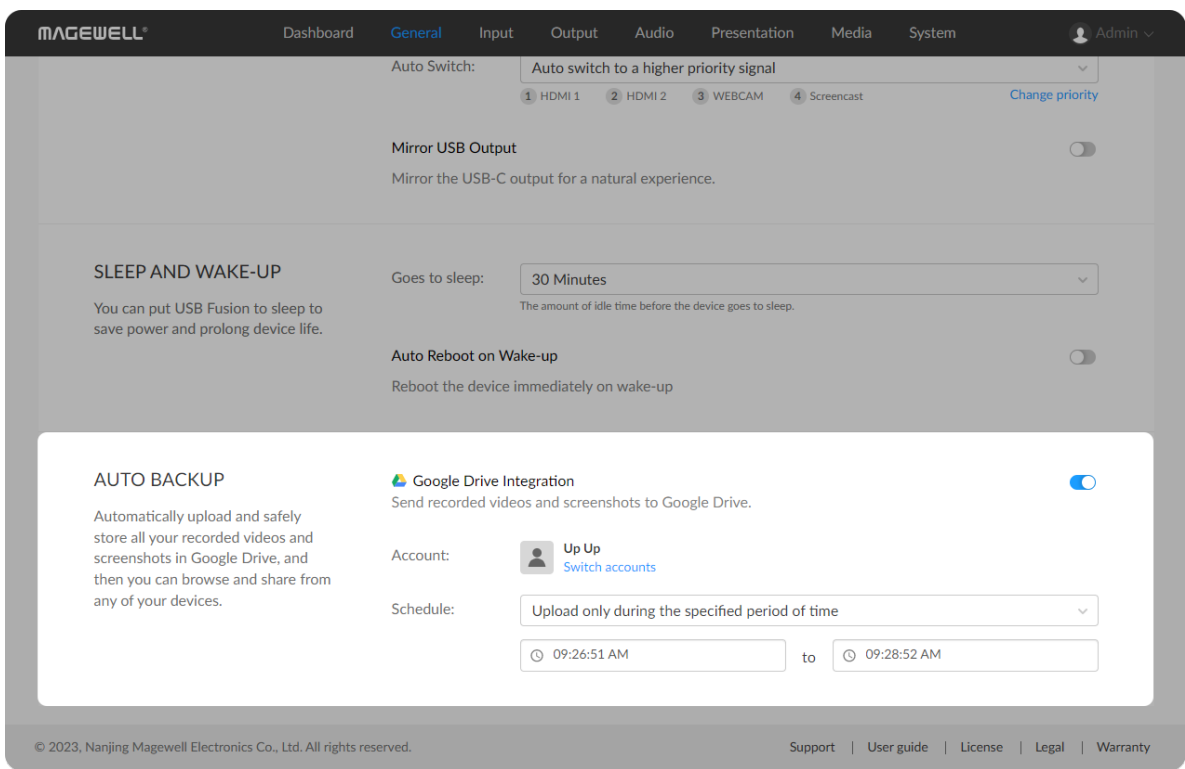 MAGEWELL®
Dashboard General Input Output Audio Presentation Media System Admin
Auto Switch: Auto switch to a higher priority signal
1 HDMI 1 2 HDMI 2 3 WEBCAM 4 Screencast Change priority
Mirror USB Output
Mirror the USB-C output for a natural experience.
SLEEP AND WAKE-UP
You can put USB Fusion to sleep to
save power and prolong device life.
Goes to sleep: 30 Minutes
The amount of idle time before the device goes to sleep.
Auto Reboot on Wake-up
Reboot the device immediately on wake-up
AUTO BACKUP
Automatically upload and safely
store all your recorded videos and
screenshots in Google Drive, and
then you can browse and share from
any of your devices.
Google Drive Integration
Send recorded videos and screenshots to Google Drive.
Account: Up Up
Switch accounts
Schedule: Upload only during the specified period of time
09:26:51 AM to 09:28:52 AM
© 2023, Nanjing Magewell Electronics Co., Ltd. All rights reserved.
Support | User guide | License | Legal | Warranty